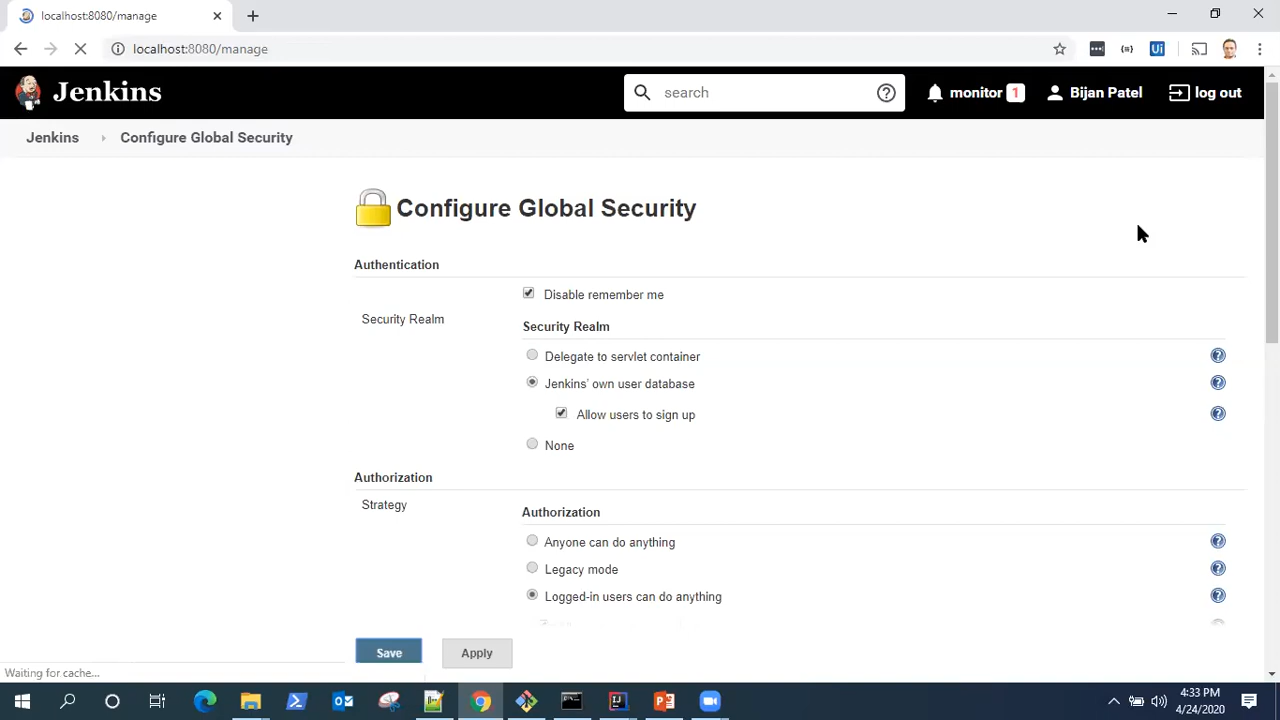 localhost:8080/manage
localhost:8080/manage
Jenkins
search
monitor 1
Bijan Patel
log out
Jenkins
Configure Global Security
Configure Global Security
Authentication
Disable remember me
Security Realm
Security Realm
Delegate to servlet container
Jenkins' own user database
Allow users to sign up
None
Authorization
Strategy
Authorization
Anyone can do anything
Legacy mode
Logged-in users can do anything
Save
Apply
Waiting for cache...
4:33 PM
4/24/2020